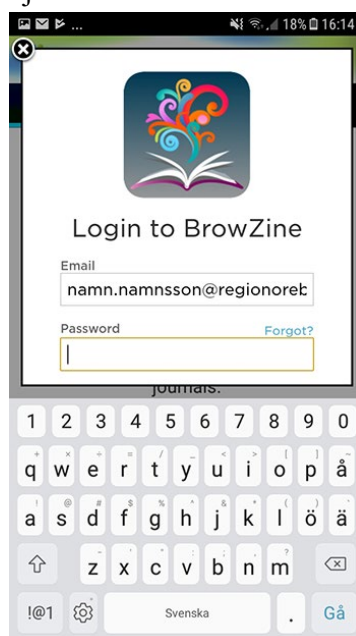 ... 18% 16:14
Login to BrowZine
Email
namn.namnsson@regionoreb
Password Forgot?
journals.
1 2 3 4 5 6 7 8 9 0
q w e r t y u i o p å
a s d f g h j k l ö ä
z x c v b n m
!@1 Svenska . Gå